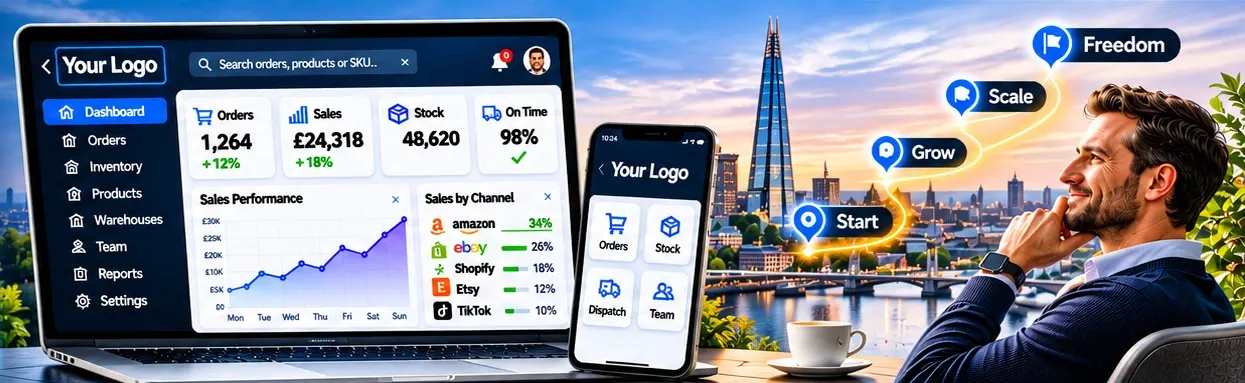 Your Logo
Search orders, products or SKU..
0
Dashboard
Orders
Inventory
Products
Warehouses
Team
Reports
Settings
Orders
1,264
+12%
Sales
£24,318
+18%
Stock
48,620
On Time
98%
Sales Performance
£30K
£25K
£20K
£10K
£5K
£0
Mon Tue Wed Thu Fri Sat Sun
Sales by Channel
amazon 34%
ebay 26%
Shopify 18%
Etsy 12%
TikTok 10%
10:34
Your Logo
Orders
Stock
Dispatch
Team
Freedom
Scale
Grow
Start